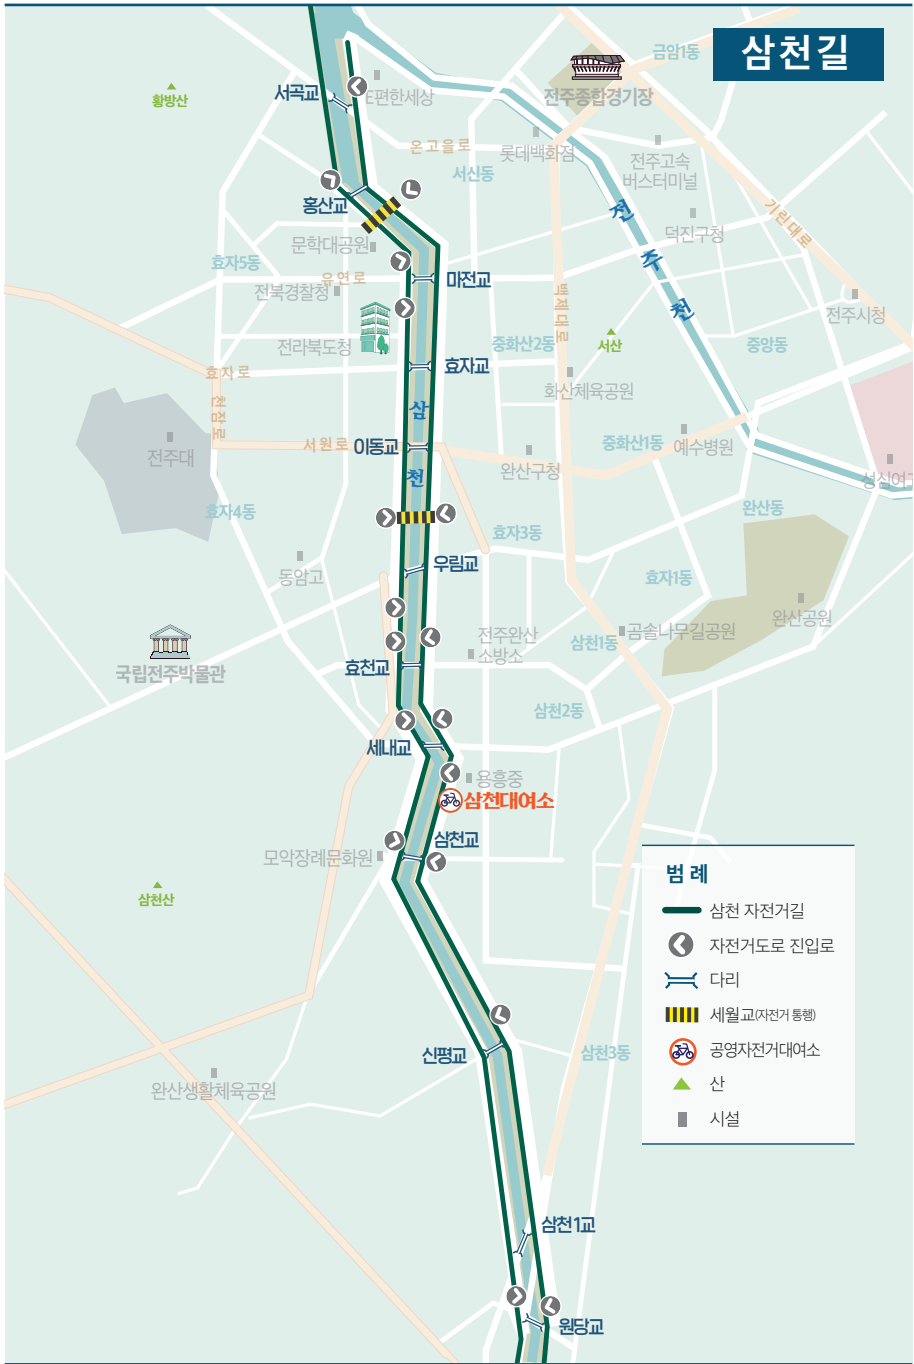 삼천길
금암1동
전주종합경기장
서곡교
E편한세상
황방산
온고을로
롯데백화점
전주고속
버스터미널
서신동
홍산교
전
기린대로
문학대공원
덕진구청
주
효자5동
유연로
마전교
전북경찰청
백제대로
천
전주시청
전라북도청
중화산2동
서산
중앙동
효자교
효자로
화산체육공원
천잠로
삼
서원로
이동교
중화산1동
예수병원
전주대
완산구청
천
성심여고
효자4동
완산동
효자3동
우림교
동암고
효자1동
완산공원
전주완산
소방소
삼천1동
곰솔나무길공원
국립전주박물관
효천교
삼천2동
세내교
용흥중
삼천대여소
삼천교
모악장례문화원
삼천산
범 례
삼천 자전거길
자전거도로 진입로
다리
세월교(자전거 통행)
공영자전거대여소
산
시설
신평교
삼천3동
완산생활체육공원
삼천1교
원당교